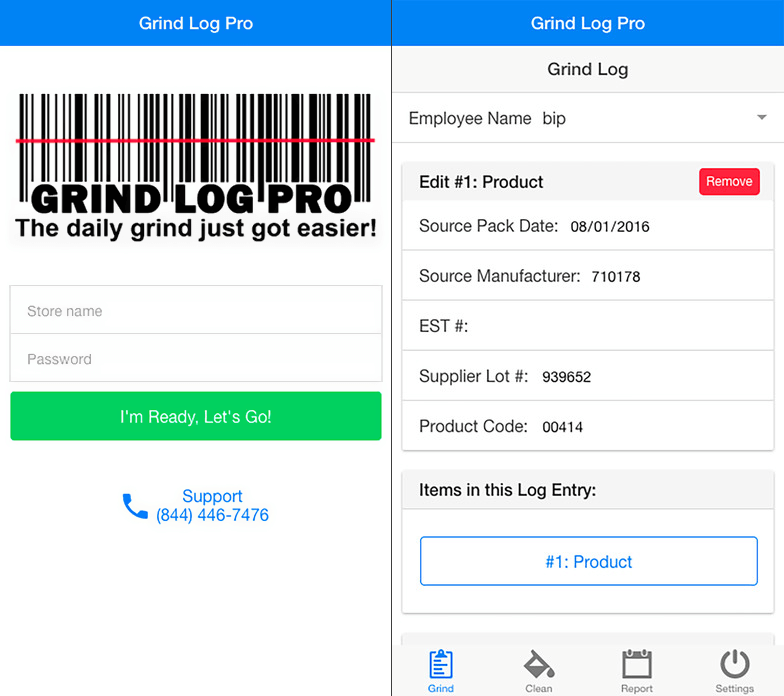 Grind Log Pro
GRIND LOG PRO
The daily grind just got easier!
Store name
Password
I'm Ready, Let's Go!
Support
(844) 446-7476
Grind Log Pro
Grind Log
Employee Name bip
Edit #1: Product Remove
Source Pack Date: 08/01/2016
Source Manufacturer: 710178
EST #:
Supplier Lot #: 939652
Product Code: 00414
Items in this Log Entry:
#1: Product
Grind Clean Report Settings